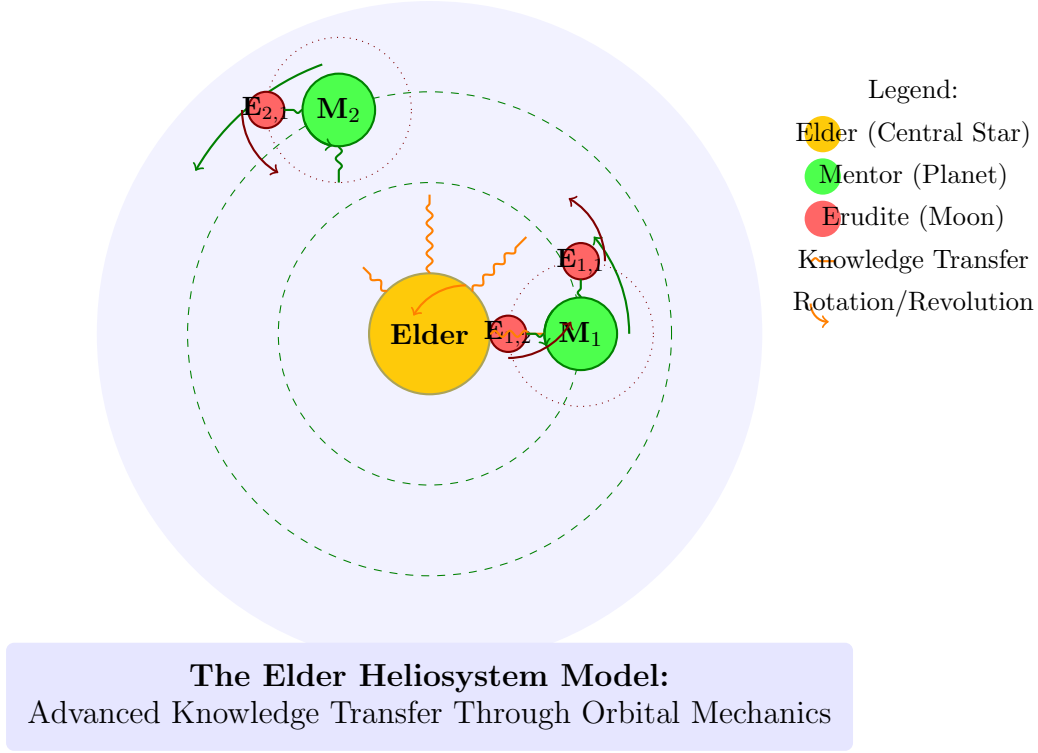 E₂,₁
M₂
Legend:
Elder (Central Star)
Mentor (Planet)
Erudite (Moon)
Knowledge Transfer
Rotation/Revolution
E₁,₁
Elder
E₁,₂
M₁
The Elder Heliosystem Model:
Advanced Knowledge Transfer Through Orbital Mechanics